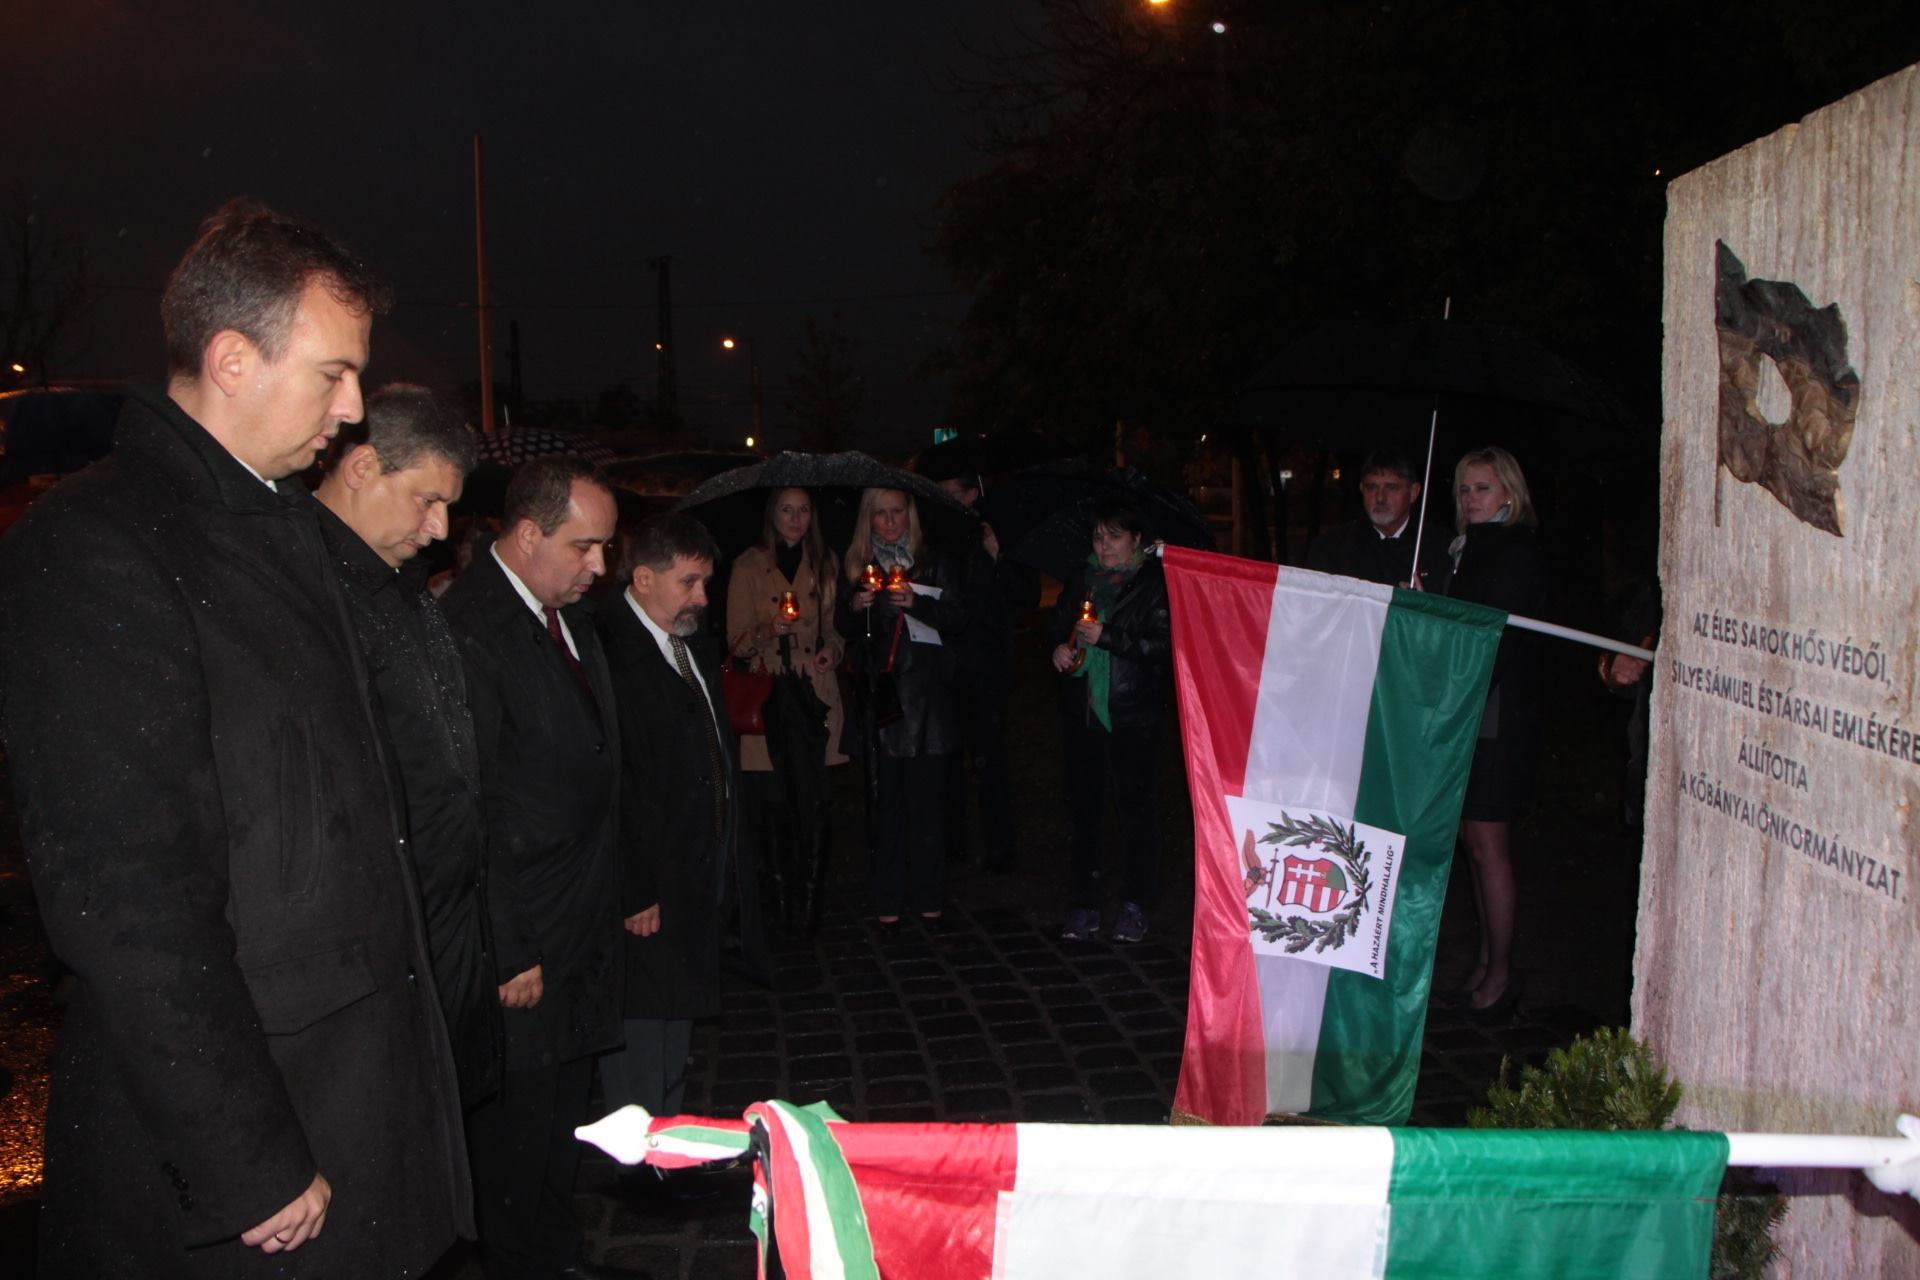 AZ ÉLES SAROK HŐS VÉDŐI,
SILYE SÁMUEL ÉS TÁRSAI EMLÉKÉRE
ÁLLÍTOTTA
A KŐBÁNYAI ÖNKORMÁNYZAT.
„A HAZÁÉRT MINDHALÁLIG"